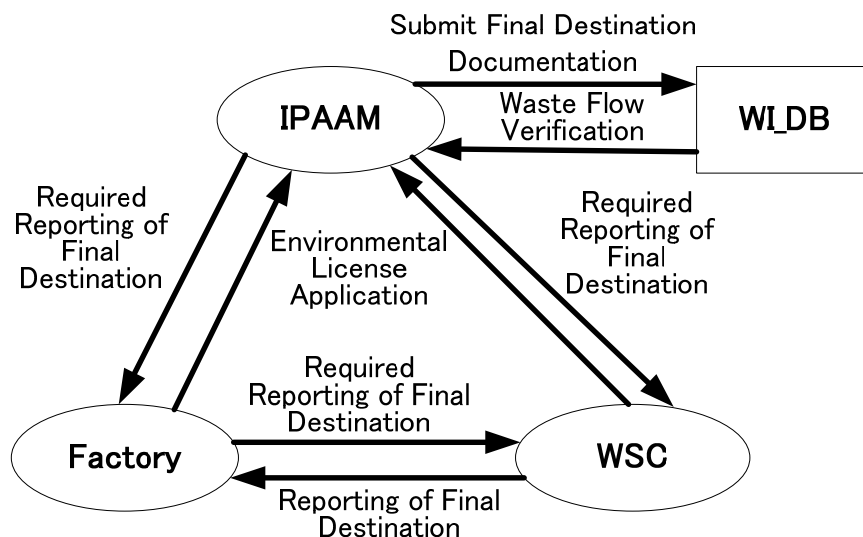 Submit Final Destination
Documentation
IPAAM
Waste Flow
Verification
WI_DB
Required
Reporting of
Final
Destination
Environmental
License
Application
Required
Reporting of
Final
Destination
Required
Reporting of Final
Destination
Factory
WSC
Reporting of Final
Destination